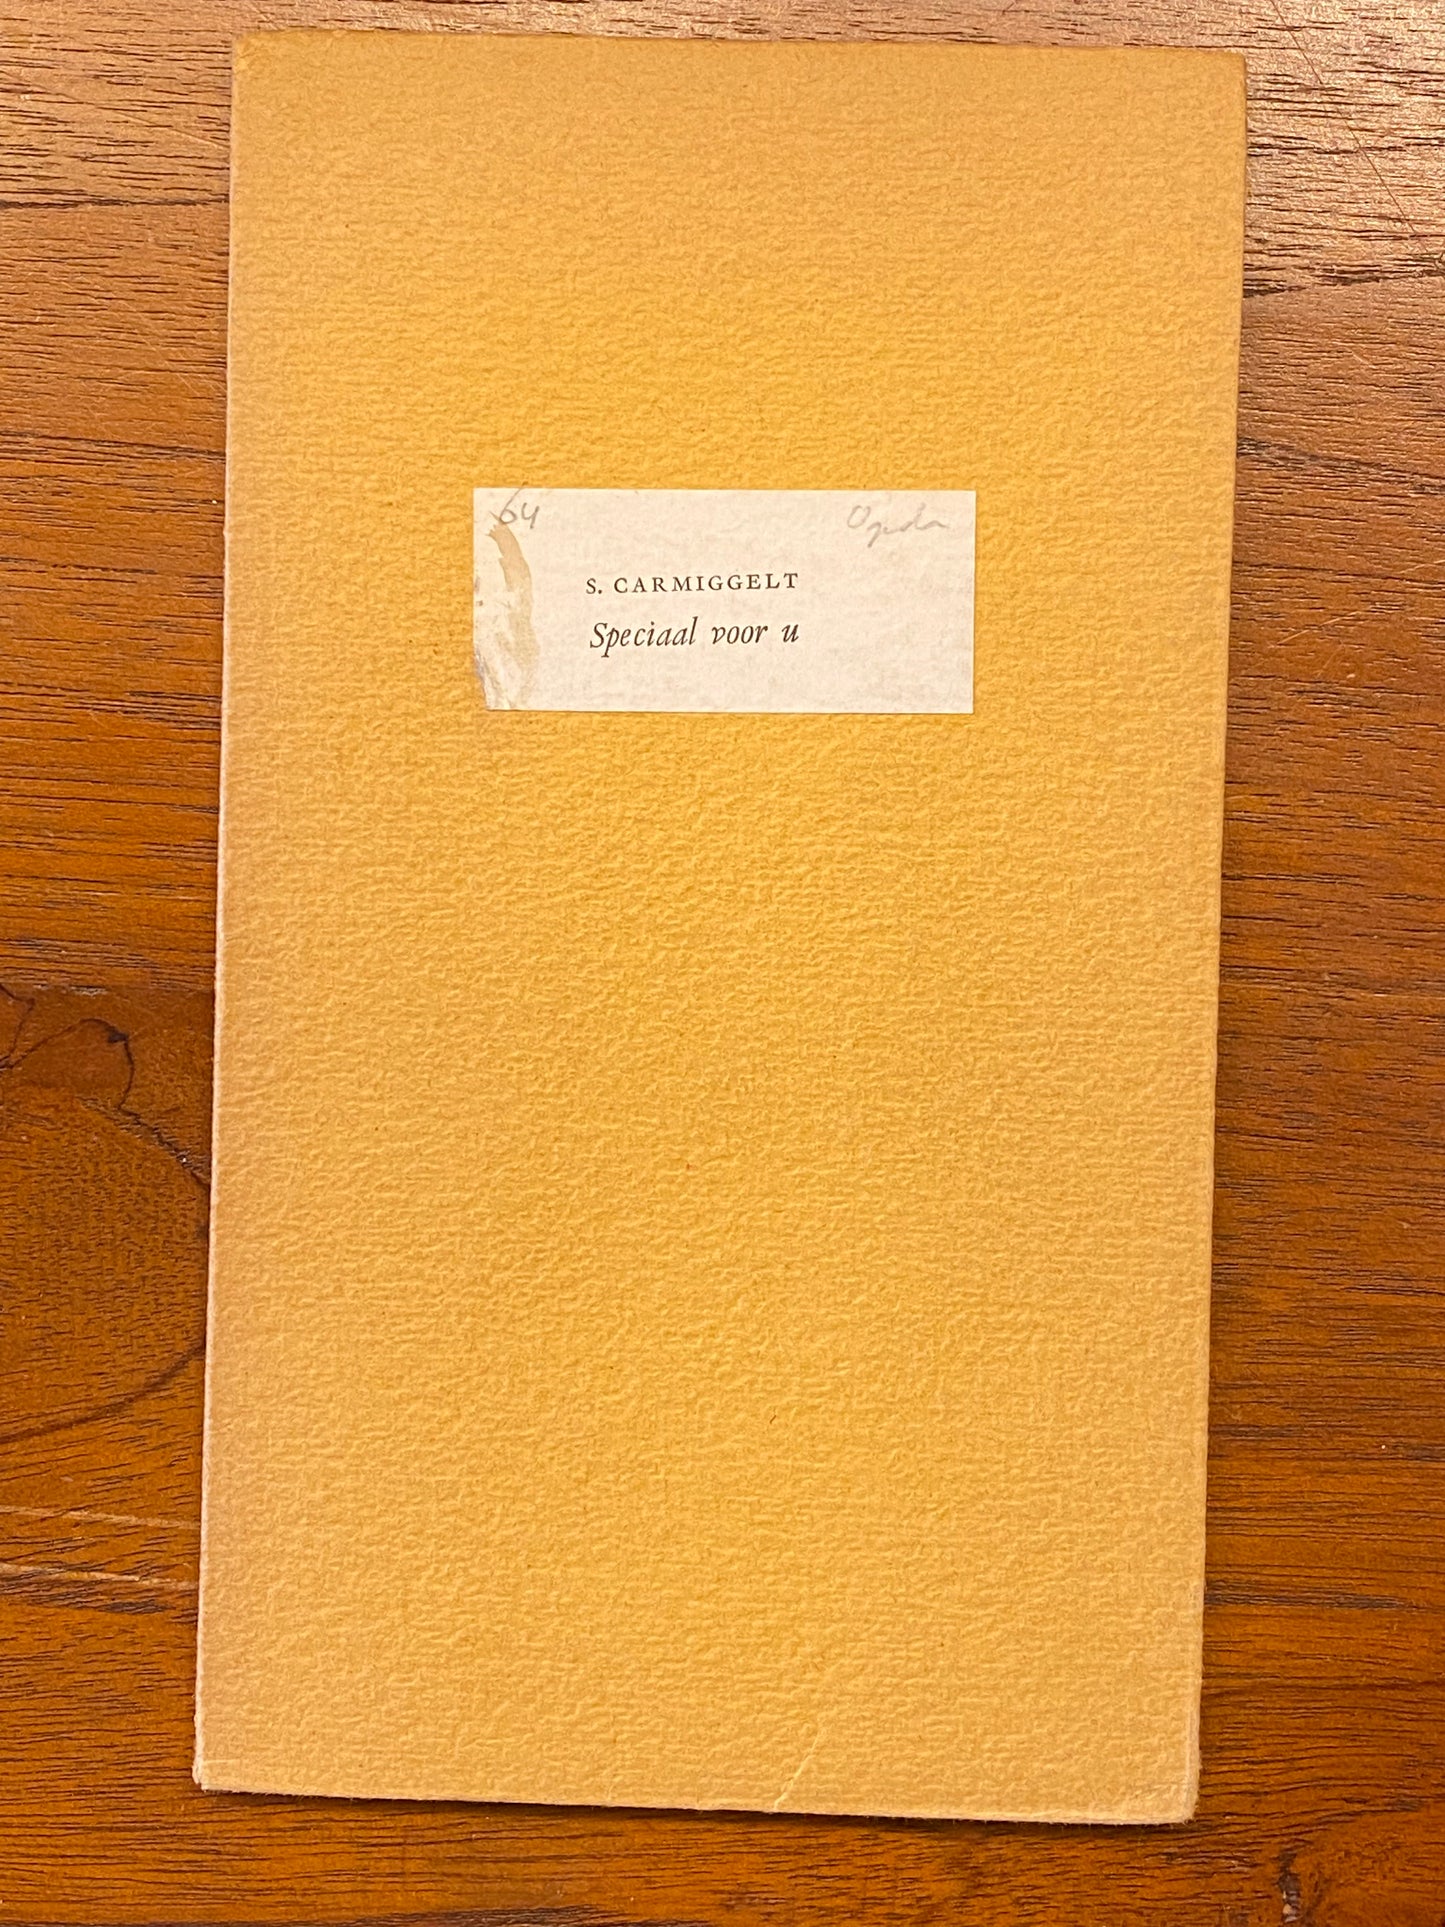 64
S. CARMIGGELT
Speciaal voor u